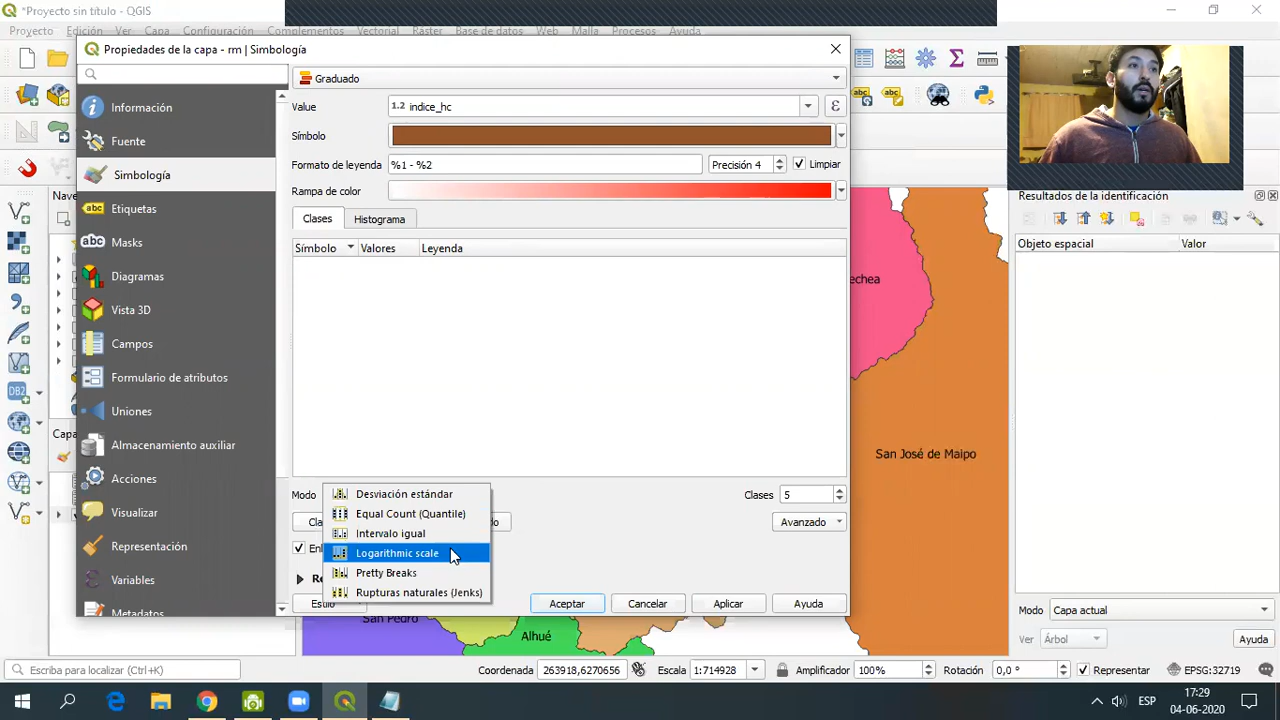 *Proyecto sin título - QGIS
Proyecto Edición Ver Capa Configuración Complementos Vectorial Ráster Base de datos Web Malla Procesos Ayuda
Propiedades de la capa - rm | Simbología
Información
Fuente
Simbología
Etiquetas
Masks
Diagramas
Vista 3D
Campos
Formulario de atributos
Uniones
Almacenamiento auxiliar
Acciones
Visualizar
Representación
Variables
Metadatos
Graduado
Value 1.2 indice_hc ε
Símbolo
Formato de leyenda %1 - %2 Precisión 4 Limpiar
Rampa de color
Clases Histograma
Símbolo Valores Leyenda
Modo
Clases 5
Avanzado
Desviación estándar
Equal Count (Quantile)
Intervalo igual
Logarithmic scale
Pretty Breaks
Rupturas naturales (Jenks)
Estilo Aceptar Cancelar Aplicar Ayuda
Nave
DB2
Capa
echea
San José de Maipo
San Pedro
Alhué
Resultados de la identificación
Objeto espacial Valor
Modo Capa actual
Ver Árbol Ayuda
Escriba para localizar (Ctrl+K) Coordenada 263918,6270656 Escala 1:714928 Amplificador 100% Rotación 0,0 ° Representar EPSG:32719
ESP 17:29
04-06-2020